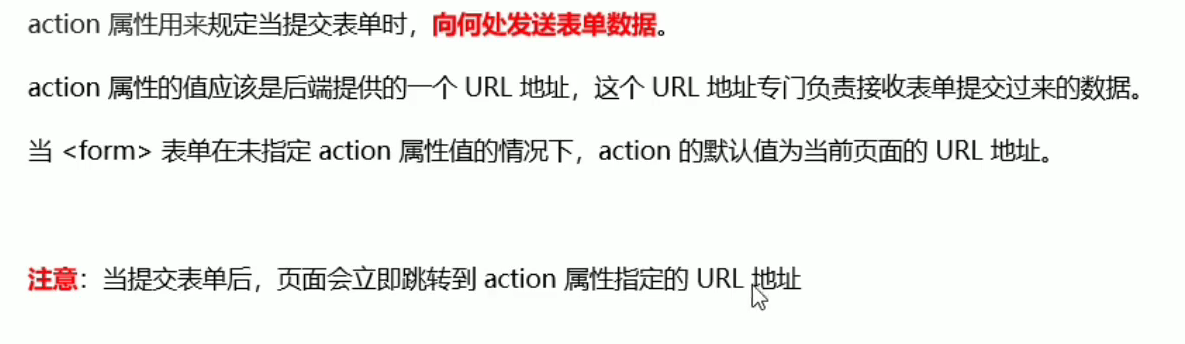 action 属性用来规定当提交表单时，向何处发送表单数据。
action 属性的值应该是后端提供的一个 URL 地址，这个 URL 地址专门负责接收表单提交过来的数据。
当 <form> 表单在未指定 action 属性值的情况下，action 的默认值为当前页面的 URL 地址。
注意：当提交表单后，页面会立即跳转到 action 属性指定的 URL 地址